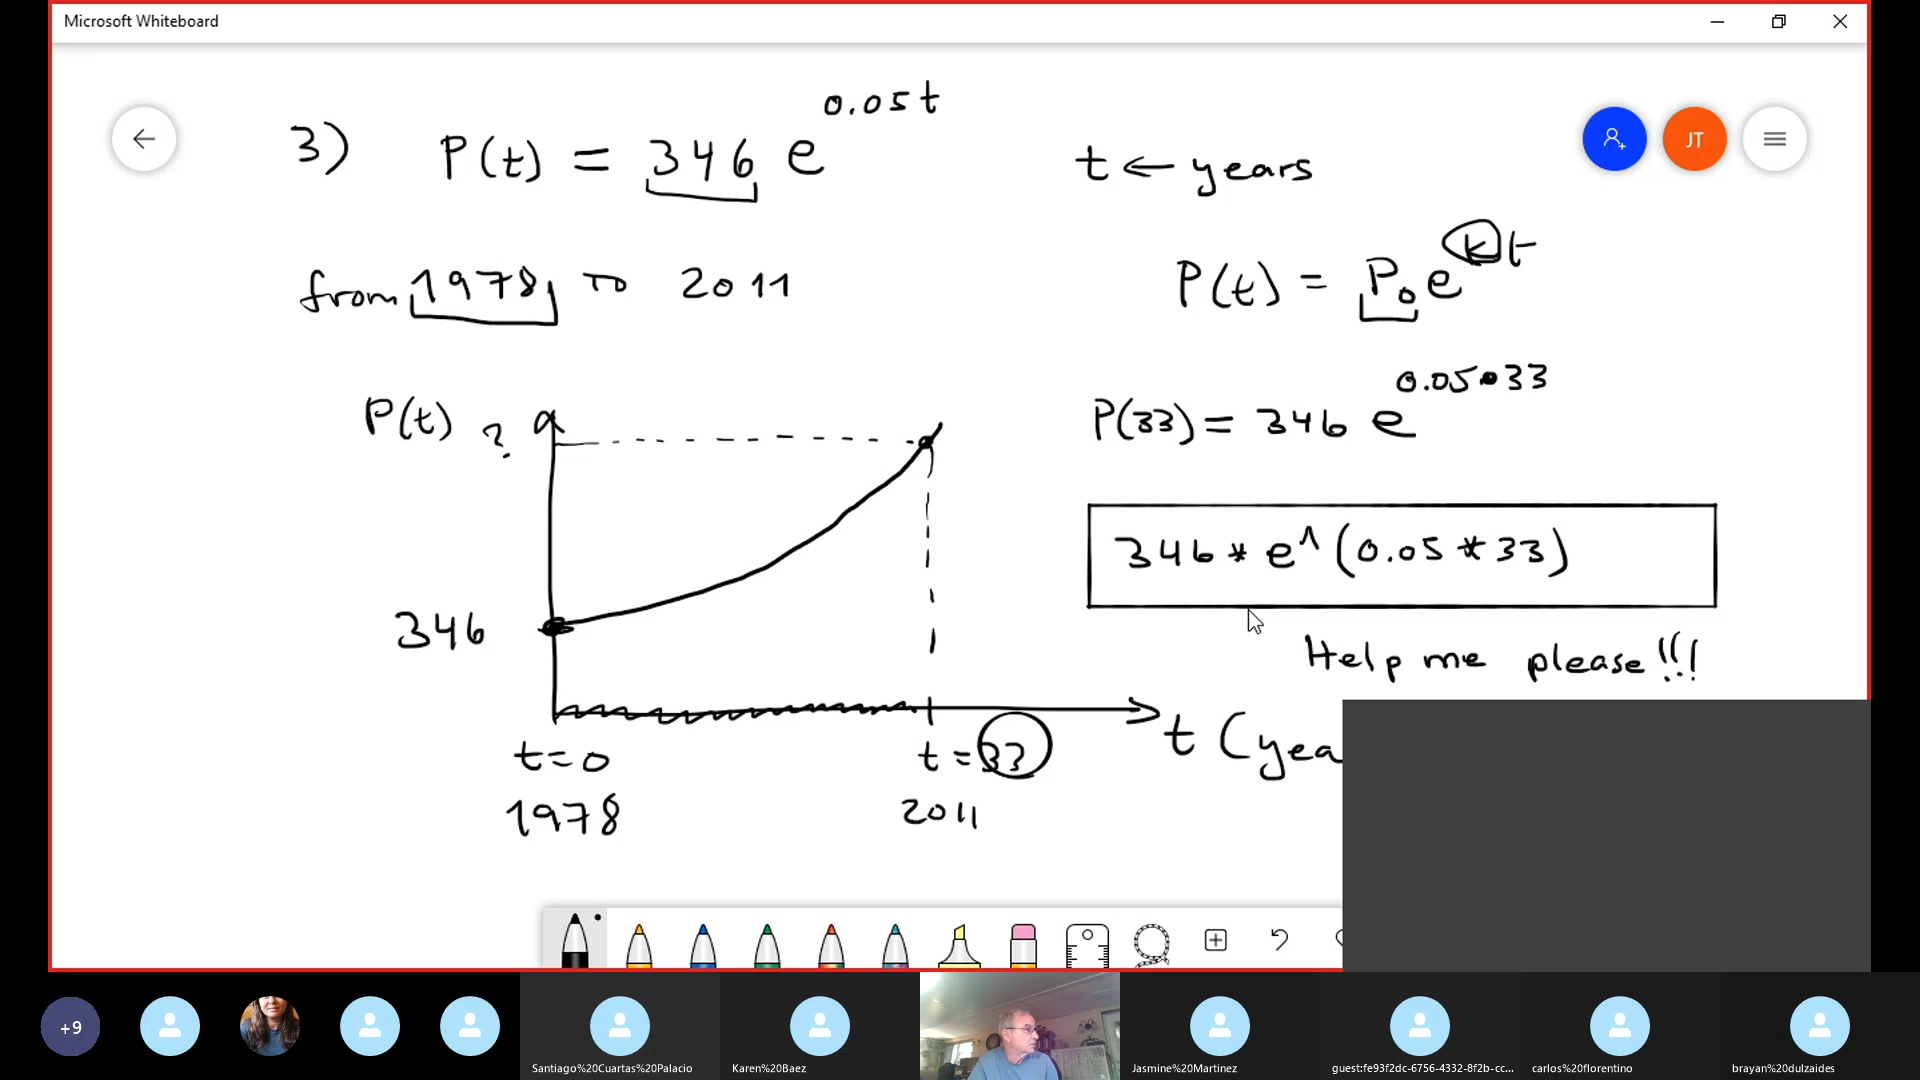 Microsoft Whiteboard
3) P(t) = 346 e^0.05t
t ← years
JT
from 1978 to 2011
P(t) = P₀e^kt
P(33) = 346 e^0.05•33
P(t) ?
346 * e^(0.05 * 33)
346
Help me please!!!
t (yea
t=0
t = 33
1978
2011
+9
Santiago%20Cuartas%20Palacio
Karen%20Baez
Jasmine%20Martinez
guest:fe93f2dc-6756-4332-8f2b-cc...
carlos%20florentino
brayan%20dulzaides